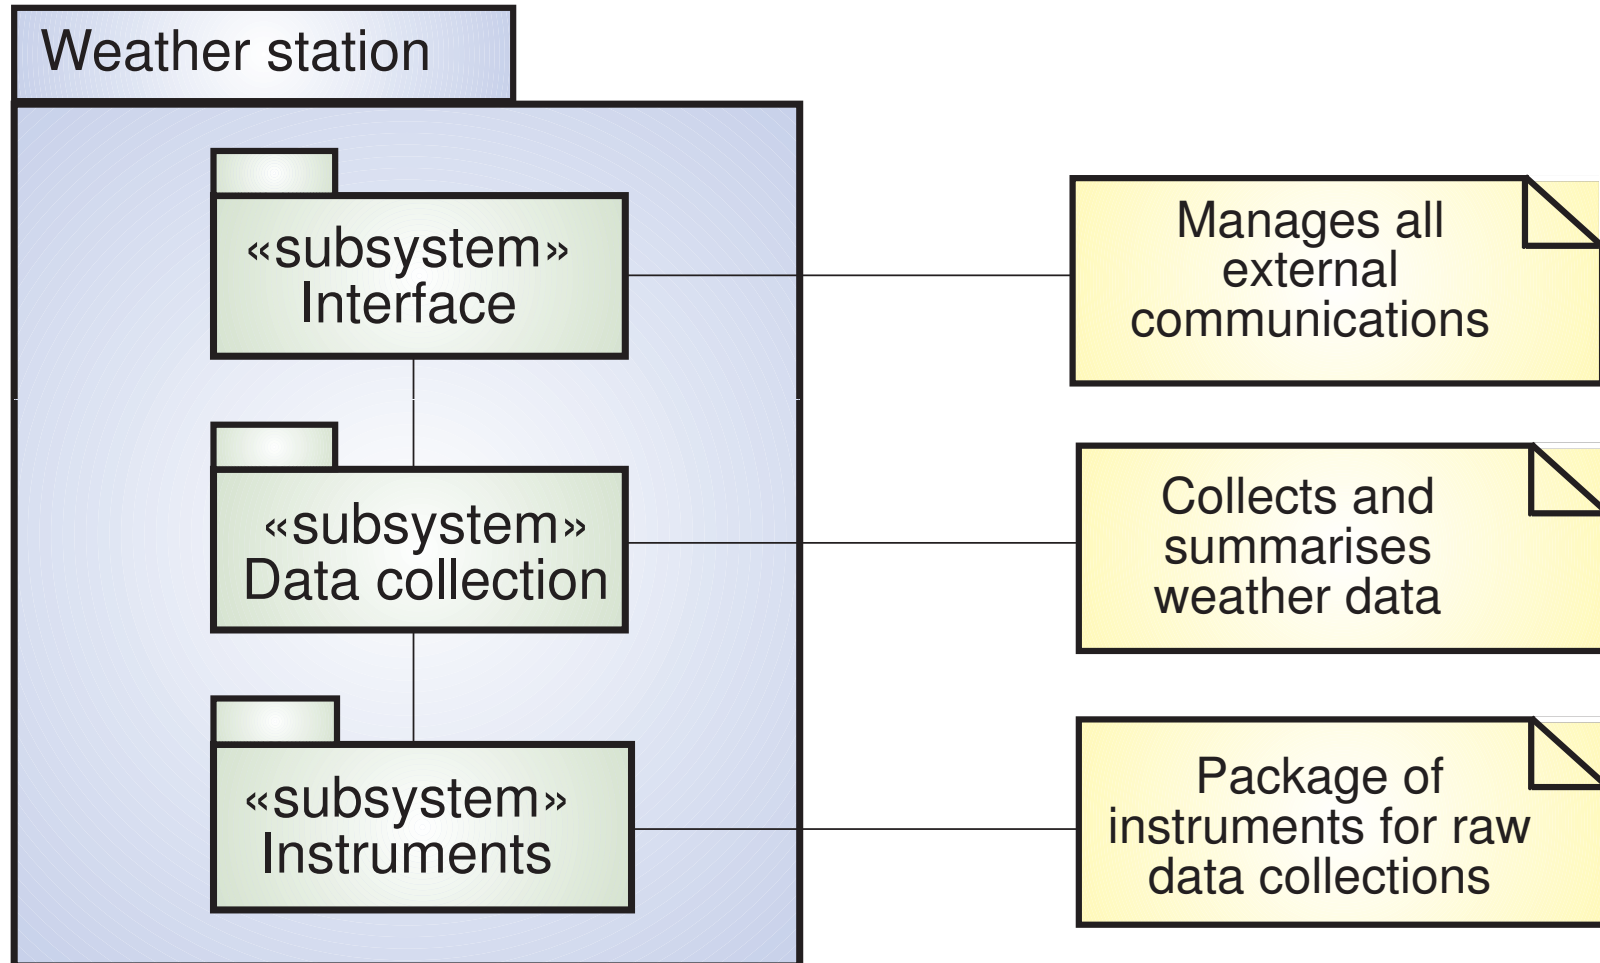 Weather station
«subsystem»
Interface
Manages all
external
communications
«subsystem»
Data collection
Collects and
summarises
weather data
«subsystem»
Instruments
Package of
instruments for raw
data collections